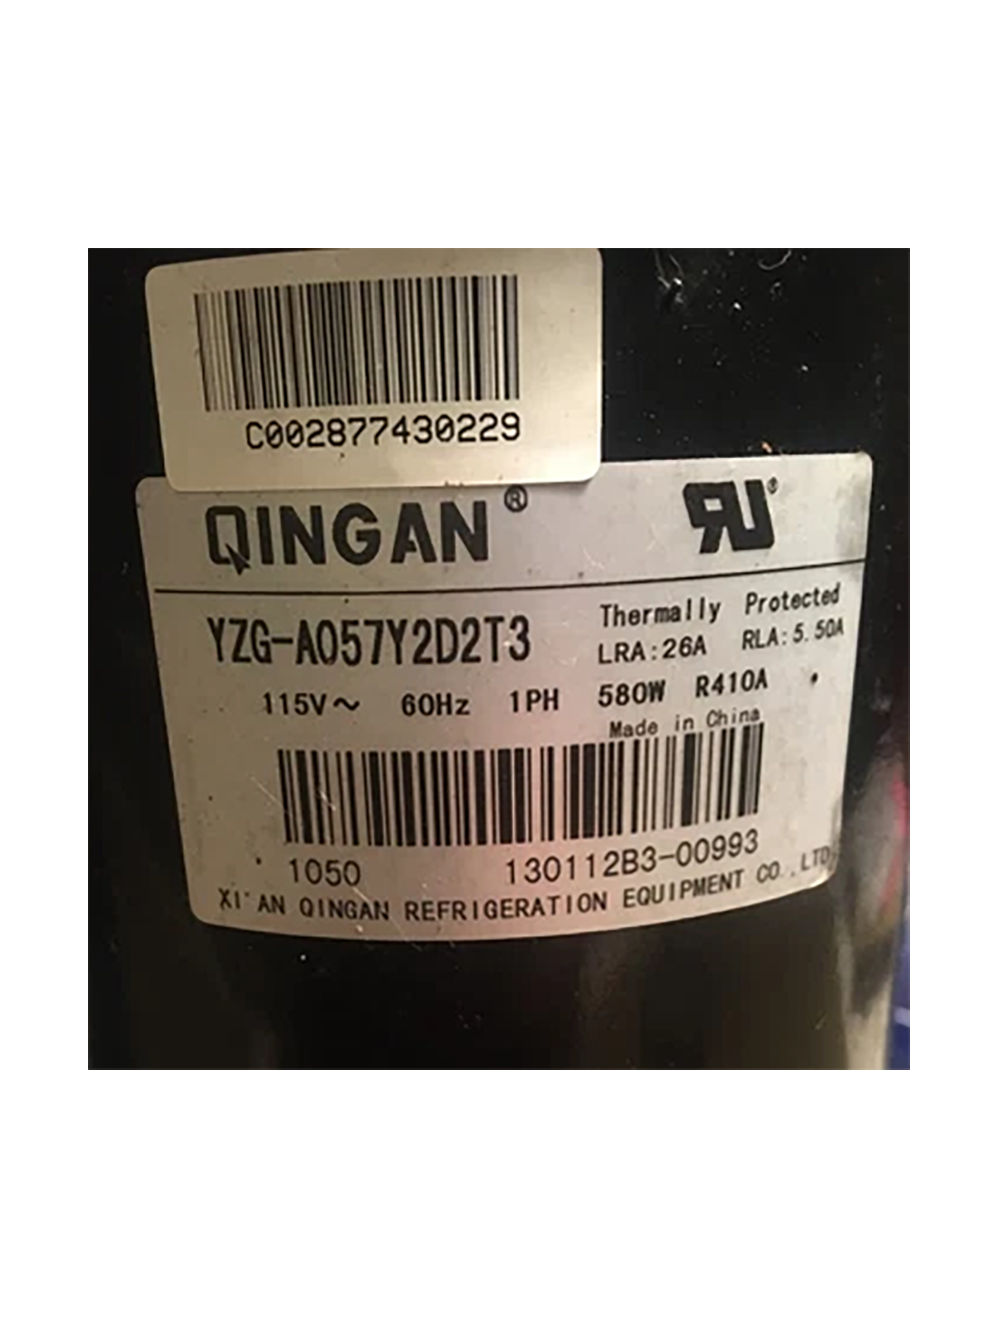 C002877430229
QINGAN®
RU®
YZG-A057Y2D2T3
Thermally Protected
LRA:26A RLA:5.50A
115V~ 60Hz 1PH 580W R410A
Made in China
1050 130112B3-00993
XI'AN QINGAN REFRIGERATION EQUIPMENT CO.,LTD